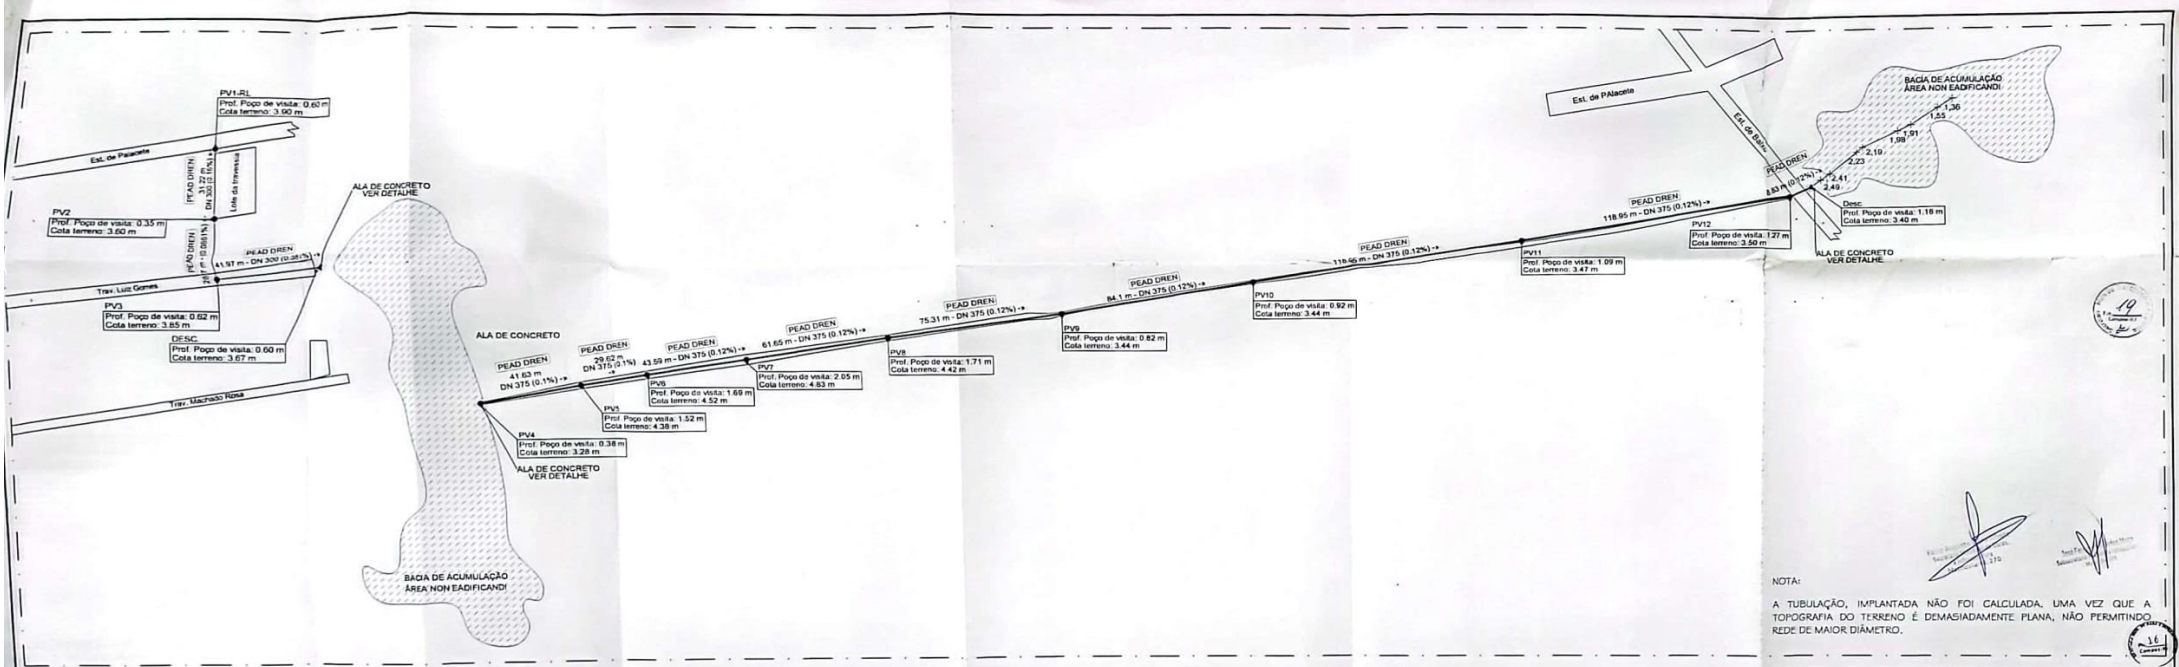 PV1-RL
Prof. Poço de visita: 0.60 m
Cota terreno: 3.90 m
Est. de Palacete
PEAD DREN
31.22 m
DN 300 (0.16%)
Lote da travessia
PV2
Prof. Poço de visita: 0.35 m
Cota terreno: 3.60 m
PEAD DREN
PEAD DREN
41.97 m - DN 300 (0.381%)
Trav. Luiz Gomes
PV3
Prof. Poço de visita: 0.62 m
Cota terreno: 3.85 m
DESC.
Prof. Poço de visita: 0.60 m
Cota terreno: 3.67 m
Trav. Machado Rosa
ALA DE CONCRETO
VER DETALHE
BACIA DE ACUMULAÇÃO
ÁREA NON EADIFICANDI
ALA DE CONCRETO
PEAD DREN
41.63 m
DN 375 (0.1%) →
PV4
Prof. Poço de visita: 0.38 m
Cota terreno: 3.28 m
ALA DE CONCRETO
VER DETALHE
PEAD DREN
29.62 m
DN 375 (0.1%)
→
PV5
Prof. Poço de visita: 1.52 m
Cota terreno: 4.38 m
PEAD DREN
43.59 m - DN 375 (0.12%) →
PV6
Prof. Poço de visita: 1.69 m
Cota terreno: 4.52 m
PEAD DREN
61.65 m - DN 375 (0.12%) →
PV7
Prof. Poço de visita: 2.05 m
Cota terreno: 4.83 m
PEAD DREN
75.31 m - DN 375 (0.12%) →
PV8
Prof. Poço de visita: 1.71 m
Cota terreno: 4.42 m
PEAD DREN
84.1 m - DN 375 (0.12%) →
PV9
Prof. Poço de visita: 0.82 m
Cota terreno: 3.44 m
PEAD DREN
118.95 m - DN 375 (0.12%) →
PV10
Prof. Poço de visita: 0.92 m
Cota terreno: 3.44 m
PEAD DREN
118.95 m - DN 375 (0.12%) →
PV11
Prof. Poço de visita: 1.09 m
Cota terreno: 3.47 m
PV12
Prof. Poço de visita: 1.27 m
Cota terreno: 3.50 m
PEAD DREN
8.83 m (0.12%) →
Est. de PAlacete
Est. de Baixo
Desc.
Prof. Poço de visita: 1.18 m
Cota terreno: 3.40 m
ALA DE CONCRETO
VER DETALHE
BACIA DE ACUMULAÇÃO
ÁREA NON EADIFICANDI
1,36
1,55
1,91
1,98
2,19
2,23
2,41
2,49
19
NOTA:
A TUBULAÇÃO, IMPLANTADA NÃO FOI CALCULADA, UMA VEZ QUE A
TOPOGRAFIA DO TERRENO É DEMASIADAMENTE PLANA, NÃO PERMITINDO
REDE DE MAIOR DIÂMETRO.
16